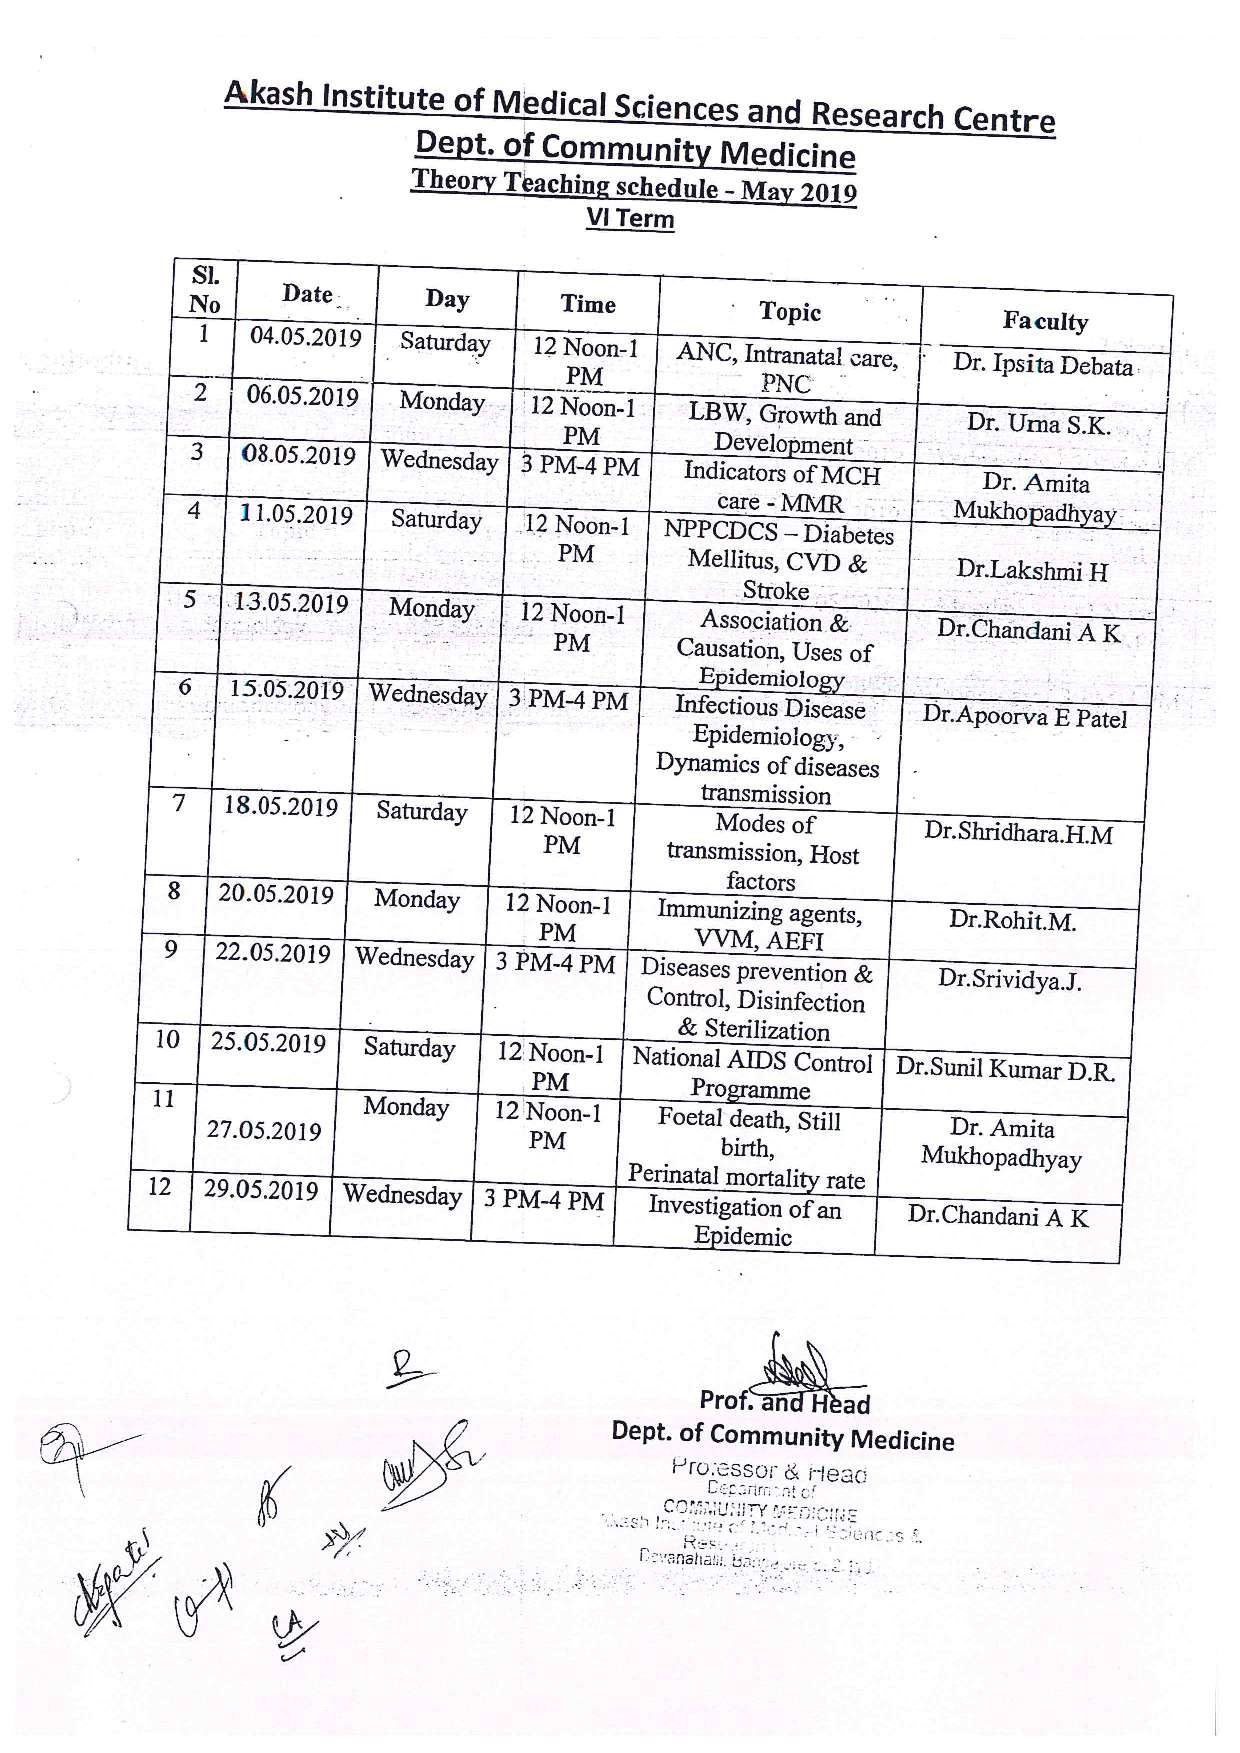 Akash Institute of Medical Sciences and Research Centre
Dept. of Community Medicine
Theory Teaching schedule - May 2019
VI Term
Sl. No Date Day Time Topic Faculty
1 04.05.2019 Saturday 12 Noon-1 PM ANC, Intranatal care, PNC Dr. Ipsita Debata
2 06.05.2019 Monday 12 Noon-1 PM LBW, Growth and Development Dr. Uma S.K.
3 08.05.2019 Wednesday 3 PM-4 PM Indicators of MCH care - MMR Dr. Amita Mukhopadhyay
4 11.05.2019 Saturday 12 Noon-1 PM NPPCDCS – Diabetes Mellitus, CVD & Stroke Dr.Lakshmi H
5 13.05.2019 Monday 12 Noon-1 PM Association & Causation, Uses of Epidemiology Dr.Chandani A K
6 15.05.2019 Wednesday 3 PM-4 PM Infectious Disease Epidemiology, Dynamics of diseases transmission Dr.Apoorva E Patel
7 18.05.2019 Saturday 12 Noon-1 PM Modes of transmission, Host factors Dr.Shridhara.H.M
8 20.05.2019 Monday 12 Noon-1 PM Immunizing agents, VVM, AEFI Dr.Rohit.M.
9 22.05.2019 Wednesday 3 PM-4 PM Diseases prevention & Control, Disinfection & Sterilization Dr.Srividya.J.
10 25.05.2019 Saturday 12 Noon-1 PM National AIDS Control Programme Dr.Sunil Kumar D.R.
11 27.05.2019 Monday 12 Noon-1 PM Foetal death, Still birth, Perinatal mortality rate Dr. Amita Mukhopadhyay
12 29.05.2019 Wednesday 3 PM-4 PM Investigation of an Epidemic Dr.Chandani A K
Prof. and Head
Dept. of Community Medicine
Professor & Head
Department of
COMMUNITY MEDICINE
CA